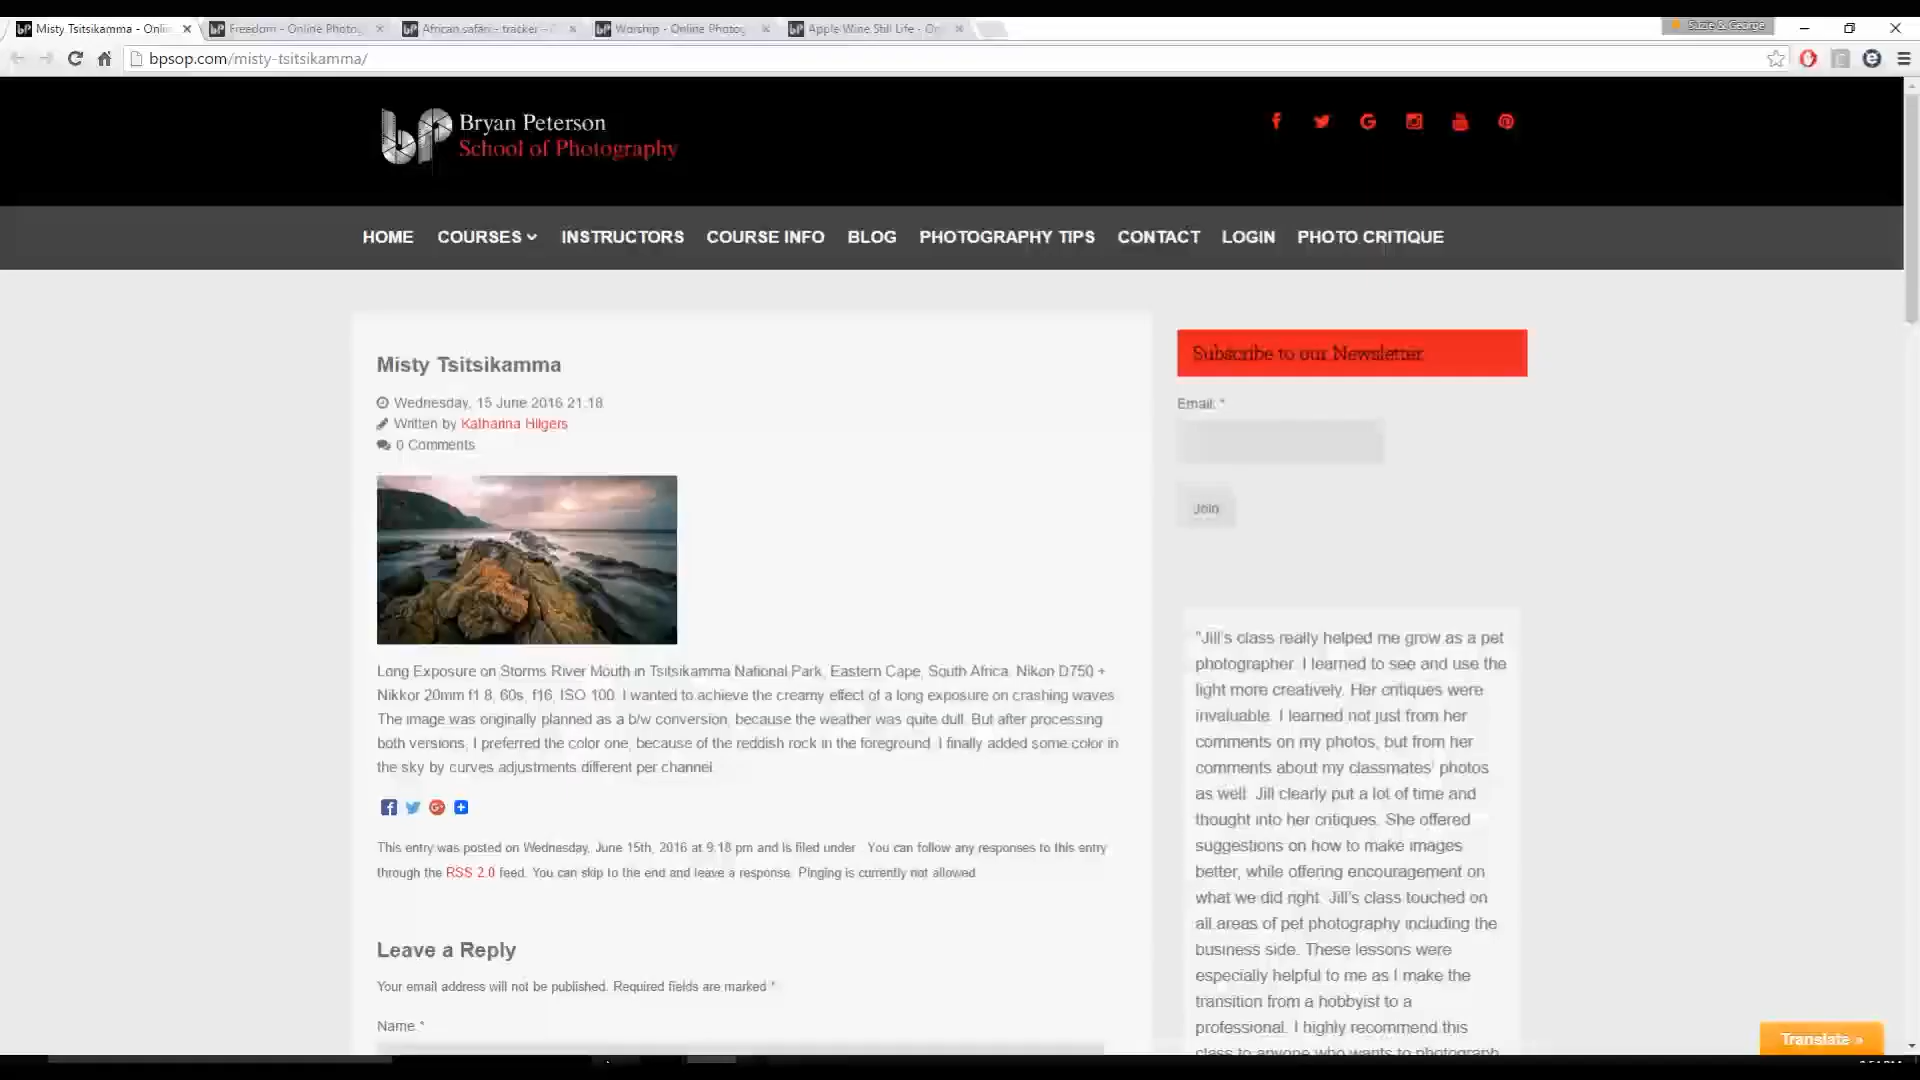 Misty Tsitsikamma - Onlin
Freedom - Online Photog
African safari - tracker - O
Worship - Online Photog
Apple Wine Still Life - On
Suzie & George
bpsop.com/misty-tsitsikamma/
bp
Bryan Peterson
School of Photography
HOME COURSES INSTRUCTORS COURSE INFO BLOG PHOTOGRAPHY TIPS CONTACT LOGIN PHOTO CRITIQUE
Misty Tsitsikamma
Wednesday, 15 June 2016 21:18
Written by Katharina Hilgers
0 Comments
Long Exposure on Storms River Mouth in Tsitsikamma National Park, Eastern Cape, South Africa. Nikon D750 +
Nikkor 20mm f1.8, 60s, f16, ISO 100. I wanted to achieve the creamy effect of a long exposure on crashing waves.
The image was originally planned as a b/w conversion, because the weather was quite dull. But after processing
both versions, I preferred the color one, because of the reddish rock in the foreground. I finally added some color in
the sky by curves adjustments different per channel.
This entry was posted on Wednesday, June 15th, 2016 at 9:18 pm and is filed under . You can follow any responses to this entry
through the RSS 2.0 feed. You can skip to the end and leave a response. Pinging is currently not allowed.
Leave a Reply
Your email address will not be published. Required fields are marked *
Name *
Subscribe to our Newsletter
Email: *
Join
"Jill's class really helped me grow as a pet
photographer. I learned to see and use the
light more creatively. Her critiques were
invaluable. I learned not just from her
comments on my photos, but from her
comments about my classmates' photos
as well. Jill clearly put a lot of time and
thought into her critiques. She offered
suggestions on how to make images
better, while offering encouragement on
what we did right. Jill's class touched on
all areas of pet photography including the
business side. These lessons were
especially helpful to me as I make the
transition from a hobbyist to a
professional. I highly recommend this
class to anyone who wants to photograph
Translate »